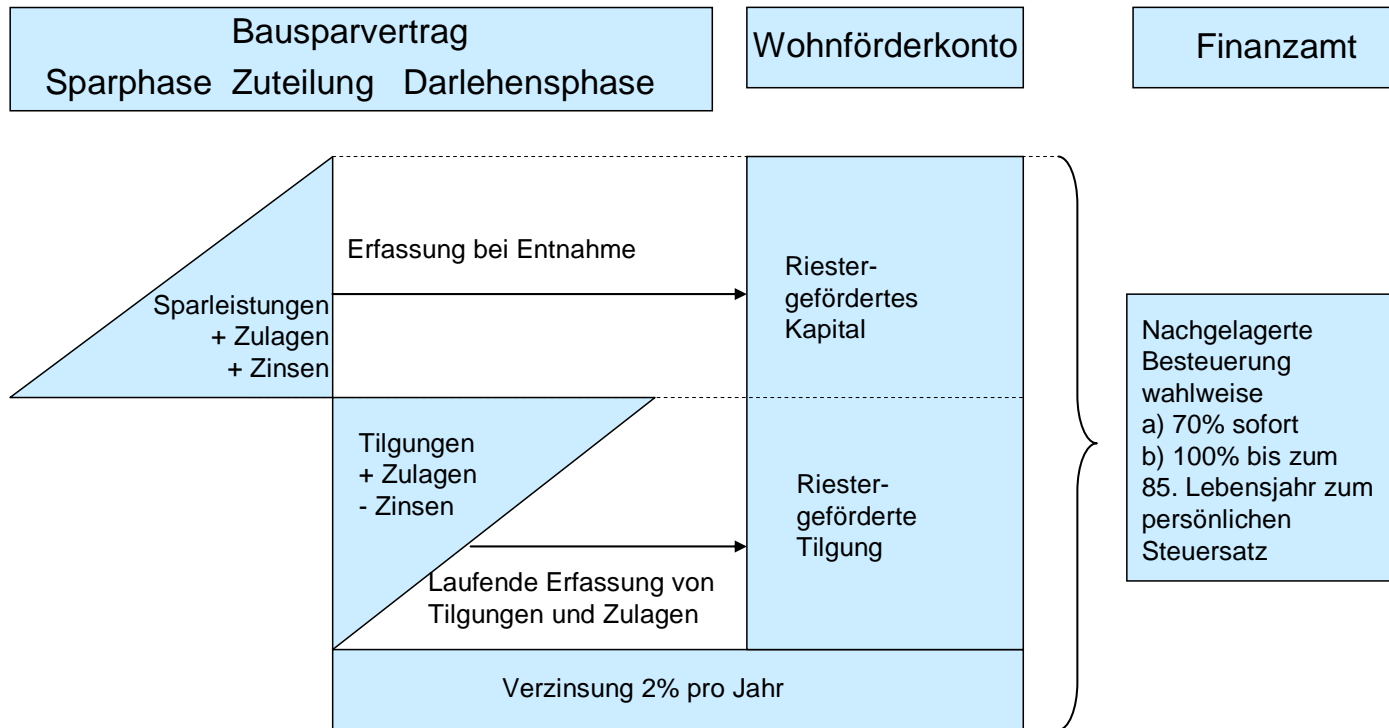 Bausparvertrag
Sparphase Zuteilung Darlehensphase
Wohnförderkonto
Finanzamt
Erfassung bei Entnahme
Sparleistungen
+ Zulagen
+ Zinsen
Riester-
gefördertes
Kapital
Tilgungen
+ Zulagen
- Zinsen
Riester-
geförderte
Tilgung
Laufende Erfassung von
Tilgungen und Zulagen
Verzinsung 2% pro Jahr
Nachgelagerte
Besteuerung
wahlweise
a) 70% sofort
b) 100% bis zum
85. Lebensjahr zum
persönlichen
Steuersatz